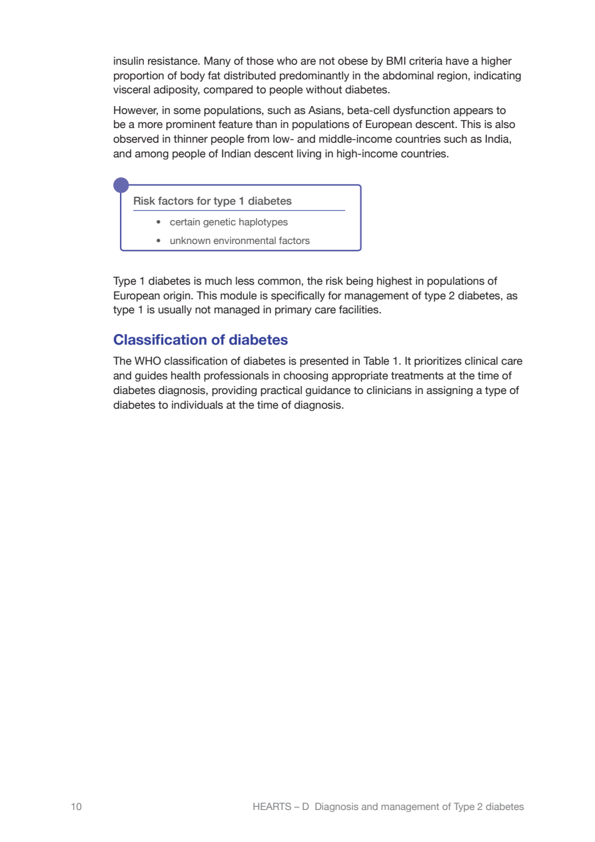 insulin resistance. Many of those who are not obese by BMI criteria have a higher
proportion of body fat distributed predominantly in the abdominal region, indicating
visceral adiposity, compared to people without diabetes.
However, in some populations, such as Asians, beta-cell dysfunction appears to
be a more prominent feature than in populations of European descent. This is also
observed in thinner people from low- and middle-income countries such as India,
and among people of Indian descent living in high-income countries.
Risk factors for type 1 diabetes
• certain genetic haplotypes
• unknown environmental factors
Type 1 diabetes is much less common, the risk being highest in populations of
European origin. This module is specifically for management of type 2 diabetes, as
type 1 is usually not managed in primary care facilities.
Classification of diabetes
The WHO classification of diabetes is presented in Table 1. It prioritizes clinical care
and guides health professionals in choosing appropriate treatments at the time of
diabetes diagnosis, providing practical guidance to clinicians in assigning a type of
diabetes to individuals at the time of diagnosis.
10 HEARTS – D Diagnosis and management of Type 2 diabetes